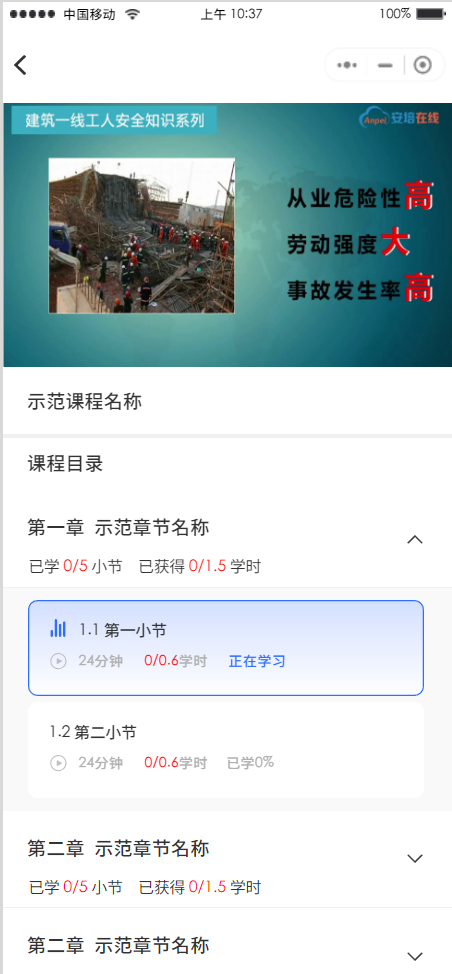 中国移动 上午 10:37 100%
建筑一线工人安全知识系列
Anpei 安培在线
从业危险性高
劳动强度大
事故发生率高
示范课程名称
课程目录
第一章 示范章节名称
已学 0/5 小节 已获得 0/1.5 学时
1.1 第一小节
24分钟 0/0.6学时 正在学习
1.2 第二小节
24分钟 0/0.6学时 已学0%
第二章 示范章节名称
已学 0/5 小节 已获得 0/1.5 学时
第二章 示范章节名称